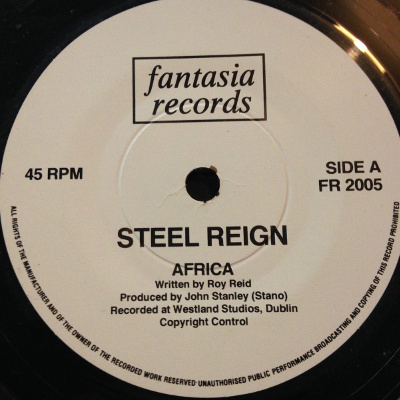 fantasia
records
45 RPM
SIDE A
FR 2005
STEEL REIGN
AFRICA
Written by Roy Reid
Produced by John Stanley (Stano)
Recorded at Westland Studios, Dublin
Copyright Control
ALL RIGHTS OF THE MANUFACTURER AND OF THE OWNER OF THE RECORDED WORK RESERVED·UNAUTHORISED PUBLIC PERFORMANCE BROADCASTING AND COPYING OF THIS RECORD PROHIBITED